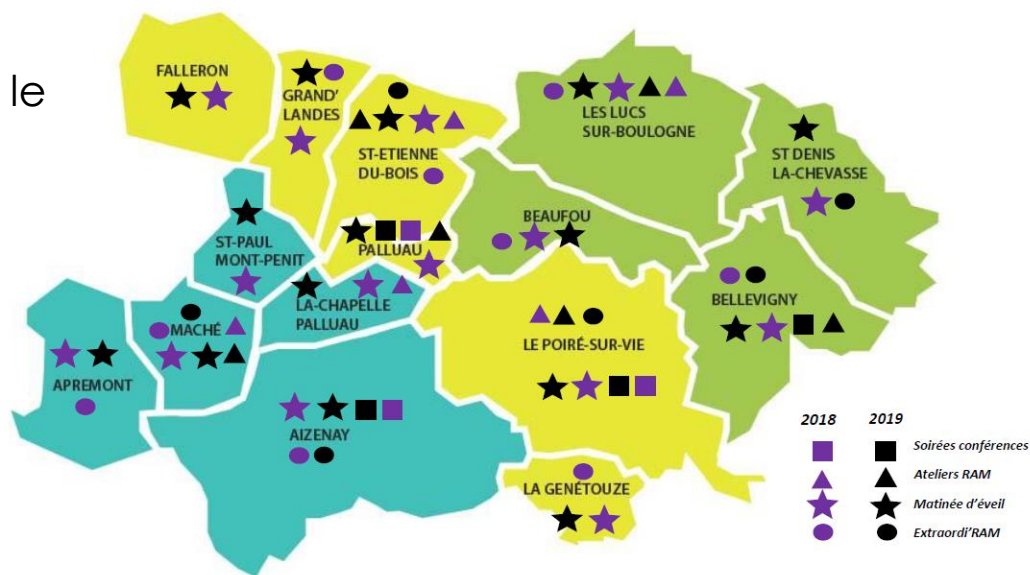 le
FALLERON
GRAND'
LANDES
ST-ETIENNE
DU-BOIS
LES LUCS
SUR-BOULOGNE
ST DENIS
LA-CHEVASSE
ST-PAUL
MONT-PENIT
PALLUAU
BEAUFOU
LA-CHAPELLE
PALLUAU
BELLEVIGNY
MACHÉ
APREMONT
LE POIRÉ-SUR-VIE
AIZENAY
LA GENÉTOUZE
2018 2019
Soirées conférences
Ateliers RAM
Matinée d'éveil
Extraordi'RAM